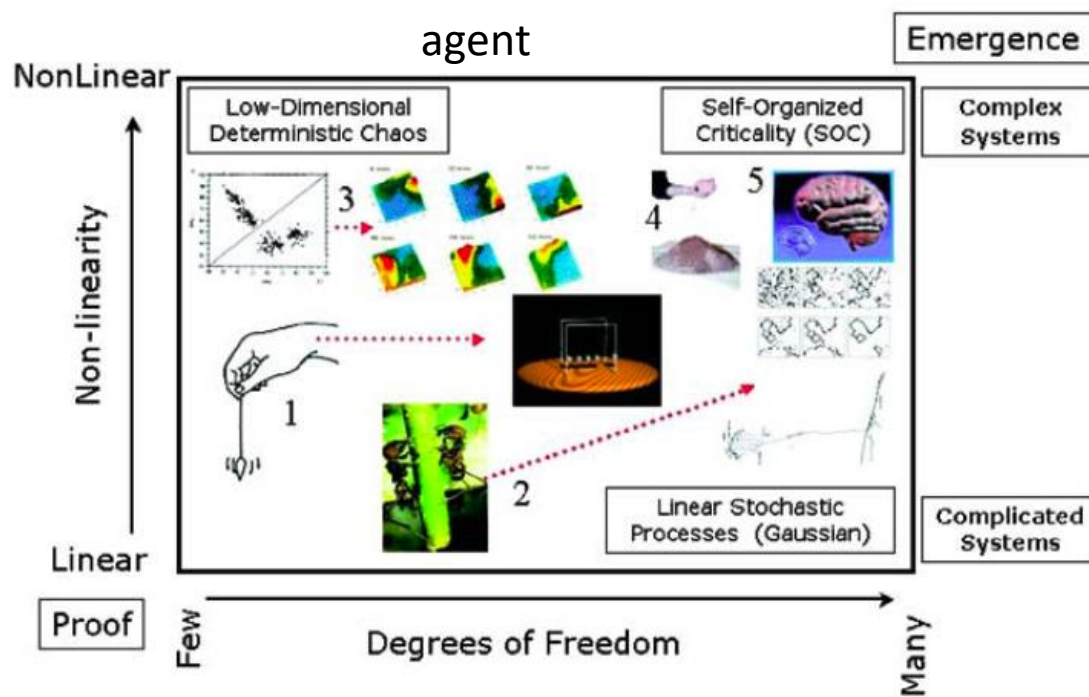 agent
Emergence
NonLinear
Low-Dimensional
Deterministic Chaos
Self-Organized
Criticality (SOC)
Complex
Systems
3
4
5
Non-linearity
1
2
Linear Stochastic
Processes (Gaussian)
Complicated
Systems
Linear
Proof
Few
Degrees of Freedom
Many